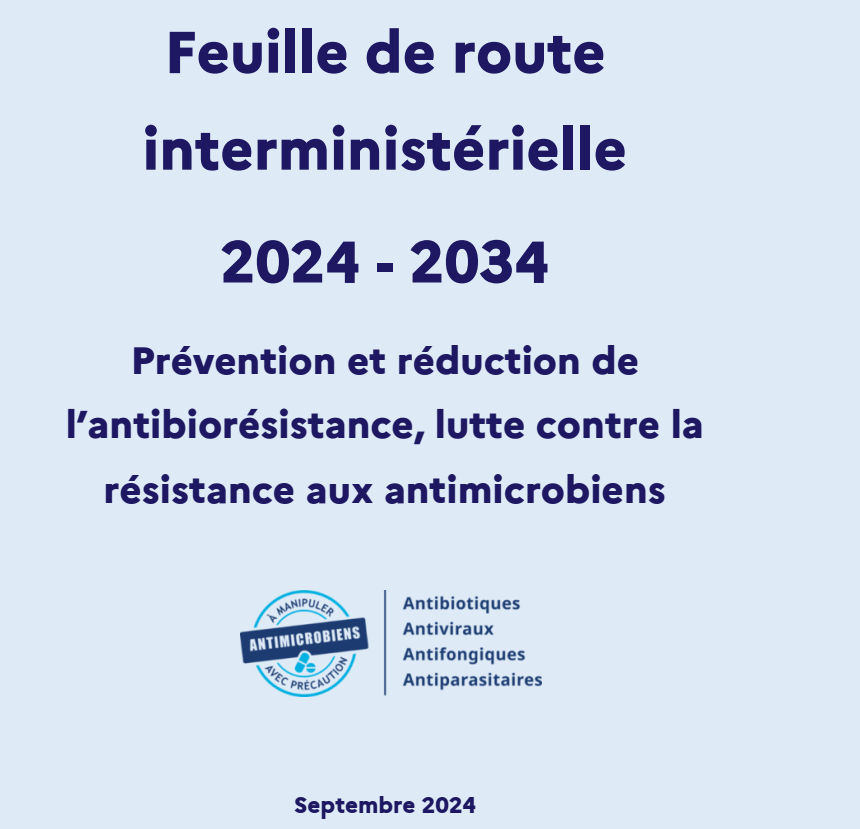 Feuille de route
interministérielle
2024 - 2034
Prévention et réduction de
l’antibiorésistance, lutte contre la
résistance aux antimicrobiens
À MANIPULER
ANTIMICROBIENS
AVEC PRÉCAUTION
Antibiotiques
Antiviraux
Antifongiques
Antiparasitaires
Septembre 2024